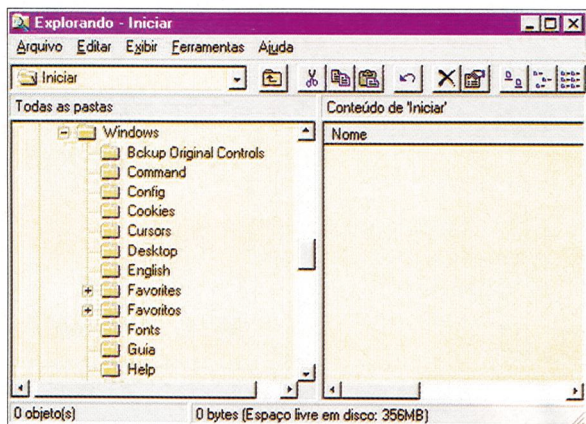 Explorando - Iniciar
Arquivo Editar Exibir Ferramentas Ajuda
Iniciar
Todas as pastas
Conteúdo de 'Iniciar'
Windows
Bckup Original Controls
Command
Config
Cookies
Cursors
Desktop
English
Favorites
Favoritos
Fonts
Guia
Help
Nome
0 objeto(s)
0 bytes (Espaço livre em disco: 356MB)